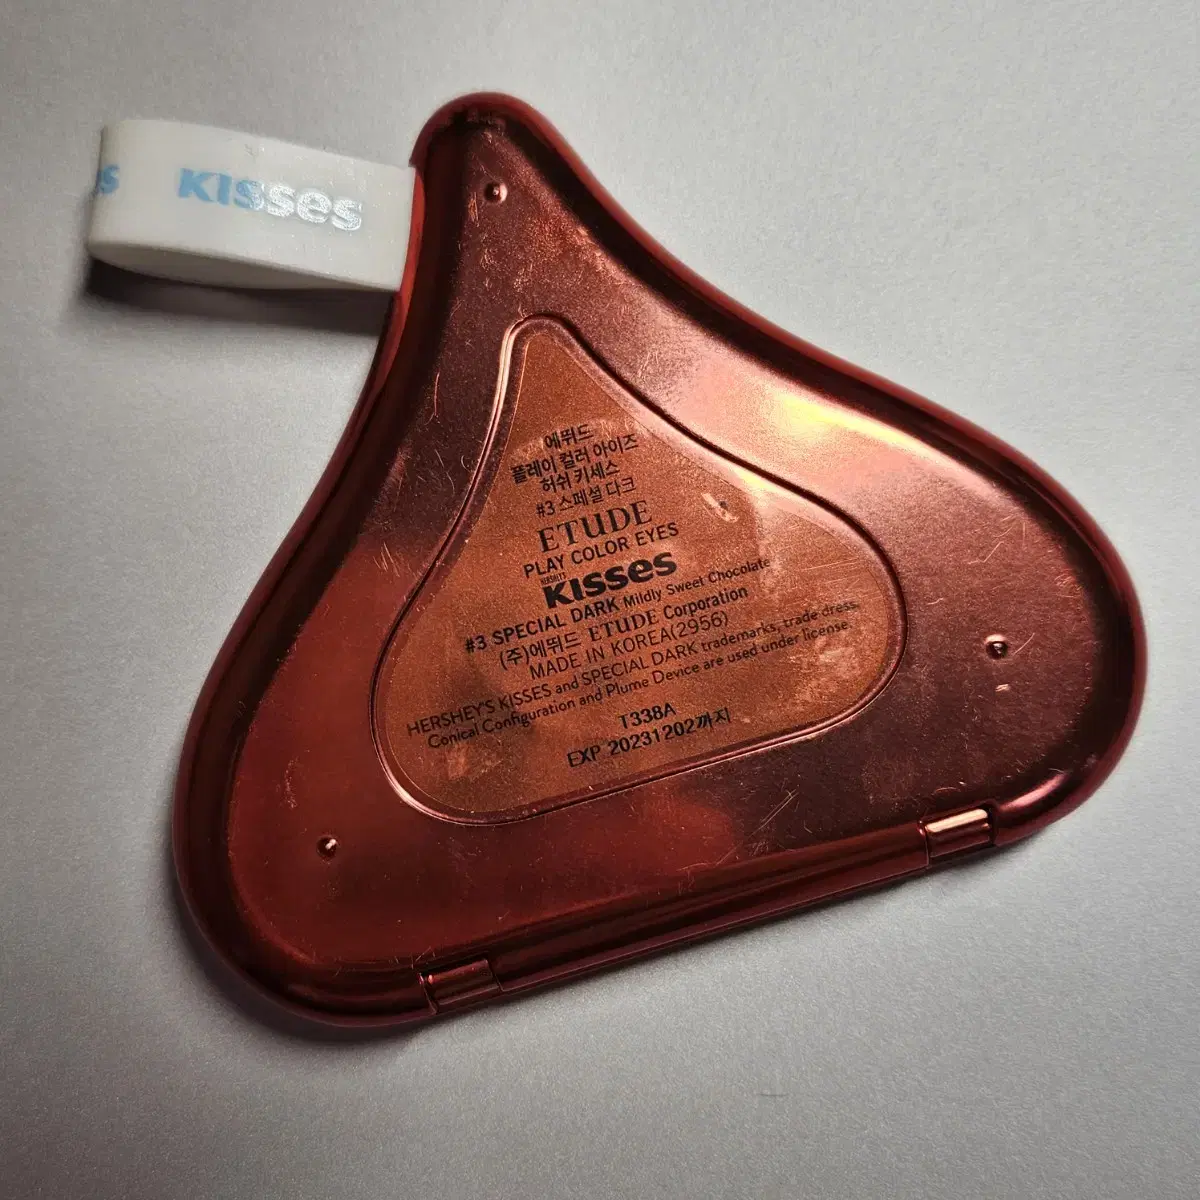 s KISSES
에뛰드
플레이 컬러 아이즈
허쉬 키세스
#3 스페셜 다크
ETUDE
PLAY COLOR EYES
HERSHEY'S
KISSES
#3 SPECIAL DARK Mildly Sweet Chocolate
(주)에뛰드 ETUDE Corporation
MADE IN KOREA(2956)
HERSHEY'S KISSES and SPECIAL DARK trademarks, trade dress,
Conical Configuration and Plume Device are used under license.
T338A
EXP 20231202까지